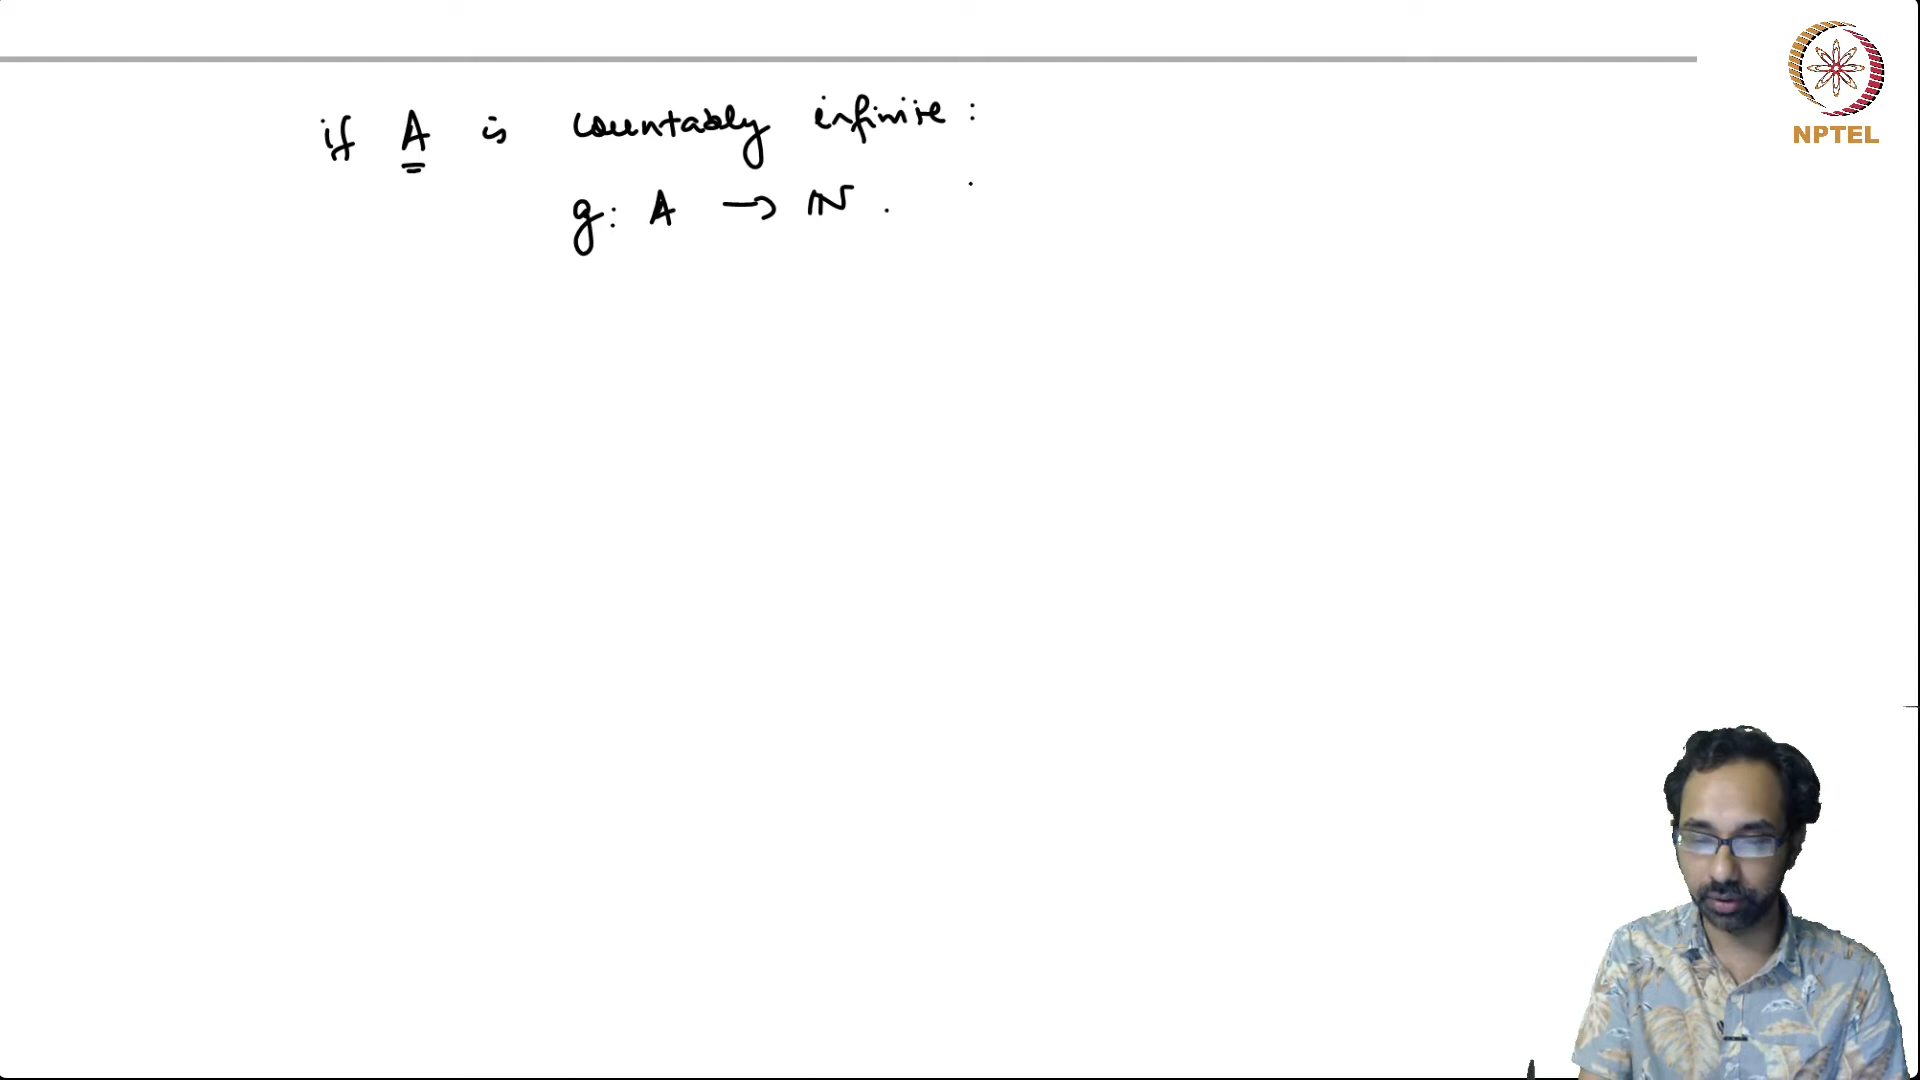 if A is countably infinite :
g : A → ℕ .
NPTEL